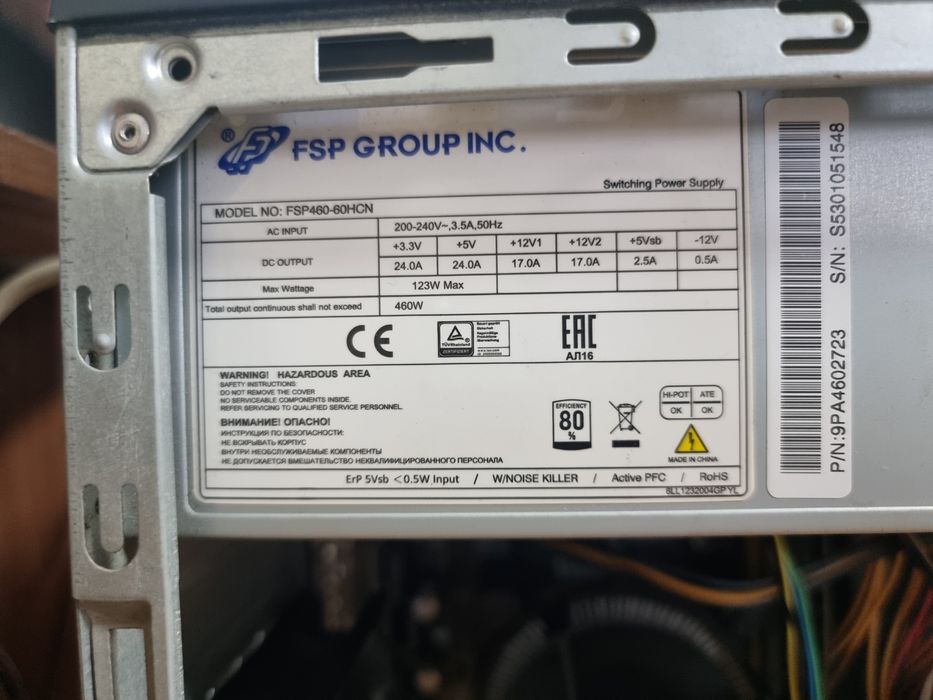 ® FSP GROUP INC.
Switching Power Supply
MODEL NO: FSP460-60HCN
AC INPUT 200-240V~,3.5A,50Hz
DC OUTPUT +3.3V +5V +12V1 +12V2 +5Vsb -12V
24.0A 24.0A 17.0A 17.0A 2.5A 0.5A
Max Wattage 123W Max
Total output continuous shall not exceed 460W
CE
TÜVRheinland
ZERTIFIZIERT
EAC
АЛ16
WARNING! HAZARDOUS AREA
SAFETY INSTRUCTIONS:
DO NOT REMOVE THE COVER
NO SERVICEABLE COMPONENTS INSIDE.
REFER SERVICING TO QUALIFIED SERVICE PERSONNEL.
ВНИМАНИЕ! ОПАСНО!
ИНСТРУКЦИЯ ПО БЕЗОПАСНОСТИ:
НЕ ВСКРЫВАТЬ КОРПУС
ВНУТРИ НЕОБСЛУЖИВАЕМЫЕ КОМПОНЕНТЫ
НЕ ДОПУСКАЕТСЯ ВМЕШАТЕЛЬСТВО НЕКВАЛИФИЦИРОВАННОГО ПЕРСОНАЛА
EFFICIENCY
80
%
HI-POT ATE
OK OK
MADE IN CHINA
ErP 5Vsb <0.5W Input / W/NOISE KILLER / Active PFC / RoHS
6LL1232004GP YL
P/N:9PA4602723 S/N: S5301051548